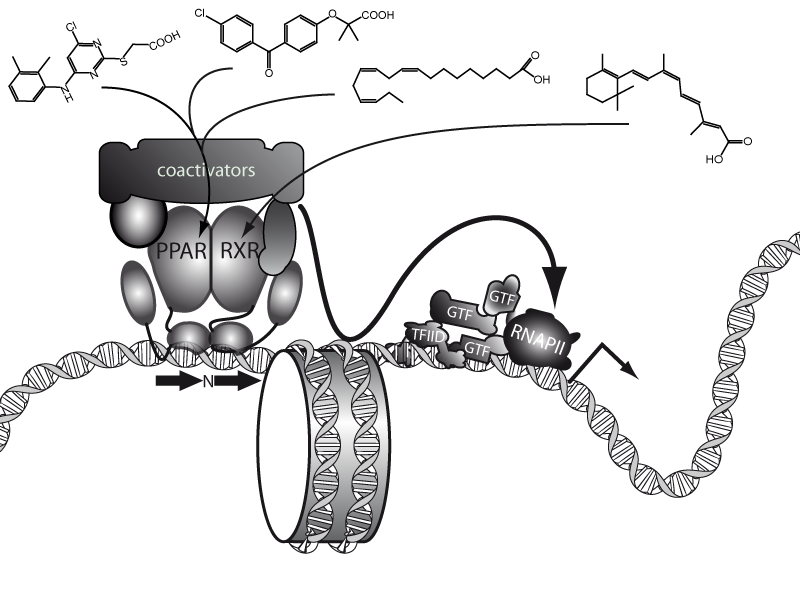 Cl
N
N
S
COOH
N
H
Cl
O
O
COOH
O
OH
O
HO
coactivators
PPAR
RXR
GTF
GTF
TFIID
GTF
RNAPII
N